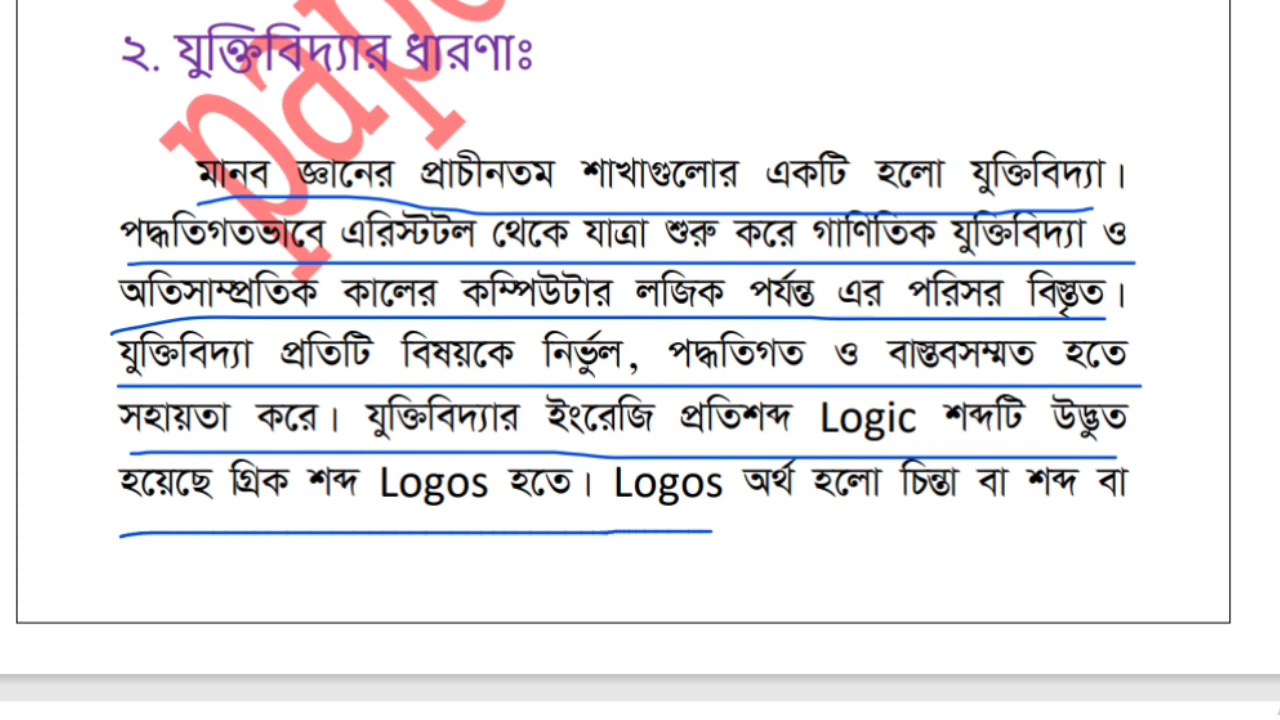 ২. যুক্তিবিদ্যার ধারণাঃ
pape
মানব জ্ঞানের প্রাচীনতম শাখাগুলোর একটি হলো যুক্তিবিদ্যা।
পদ্ধতিগতভাবে এরিস্টটল থেকে যাত্রা শুরু করে গাণিতিক যুক্তিবিদ্যা ও
অতিসাম্প্রতিক কালের কম্পিউটার লজিক পর্যন্ত এর পরিসর বিস্তৃত।
যুক্তিবিদ্যা প্রতিটি বিষয়কে নির্ভুল, পদ্ধতিগত ও বাস্তবসম্মত হতে
সহায়তা করে। যুক্তিবিদ্যার ইংরেজি প্রতিশব্দ Logic শব্দটি উদ্ভুত
হয়েছে গ্রিক শব্দ Logos হতে। Logos অর্থ হলো চিন্তা বা শব্দ বা